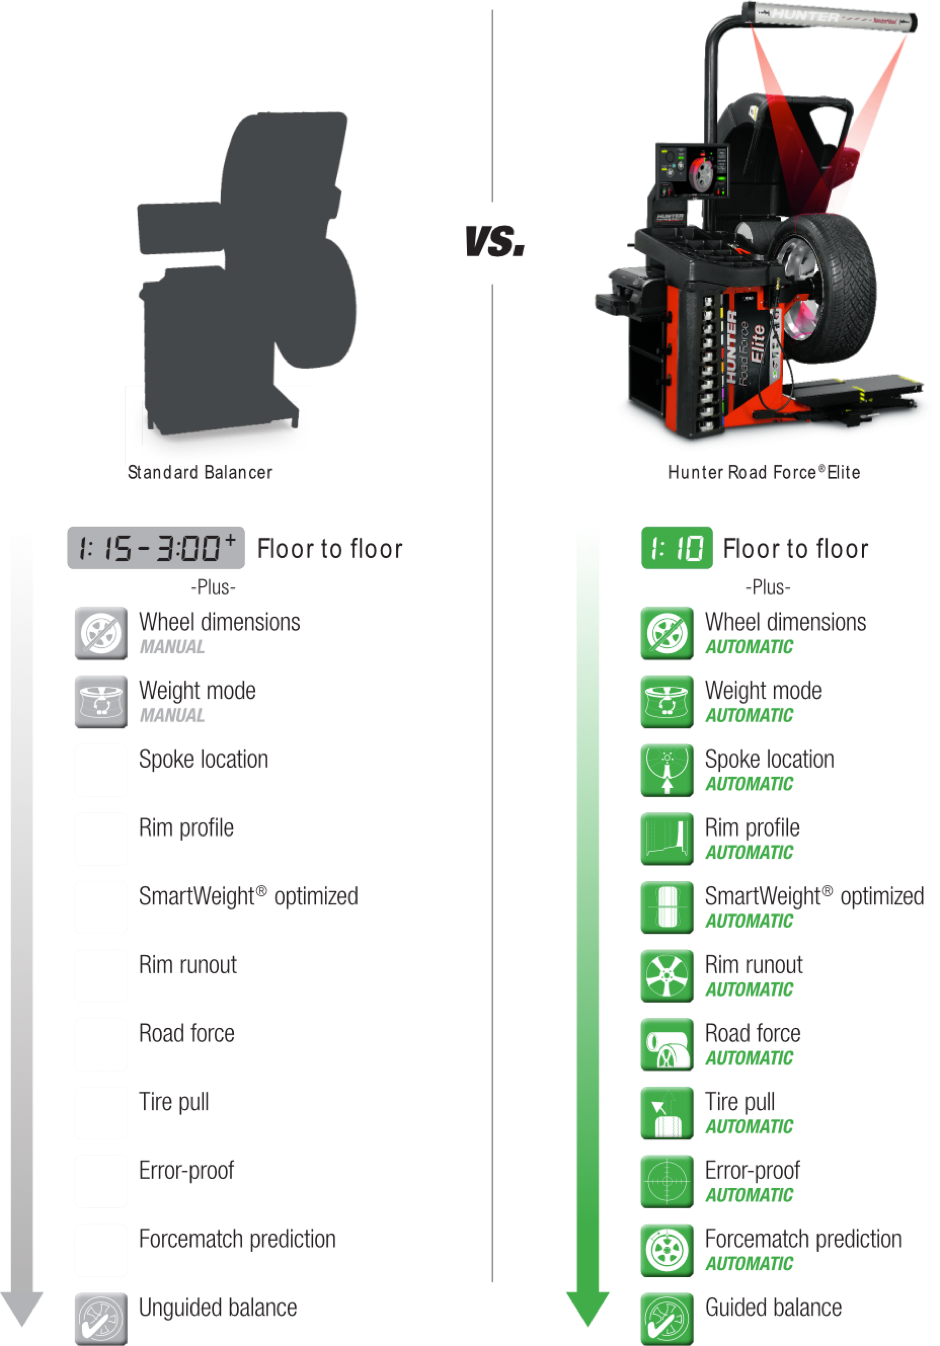 HUNTER
vs.
HUNTER
HUNTER
Road Force
Elite
Standard Balancer
Hunter Road Force® Elite
1:15-3:00+ Floor to floor
-Plus-
Wheel dimensions
MANUAL
Weight mode
MANUAL
Spoke location
Rim profile
SmartWeight® optimized
Rim runout
Road force
Tire pull
Error-proof
Forcematch prediction
Unguided balance
1:10 Floor to floor
-Plus-
Wheel dimensions
AUTOMATIC
Weight mode
AUTOMATIC
Spoke location
AUTOMATIC
Rim profile
AUTOMATIC
SmartWeight® optimized
AUTOMATIC
Rim runout
AUTOMATIC
Road force
AUTOMATIC
Tire pull
AUTOMATIC
Error-proof
AUTOMATIC
Forcematch prediction
AUTOMATIC
Guided balance